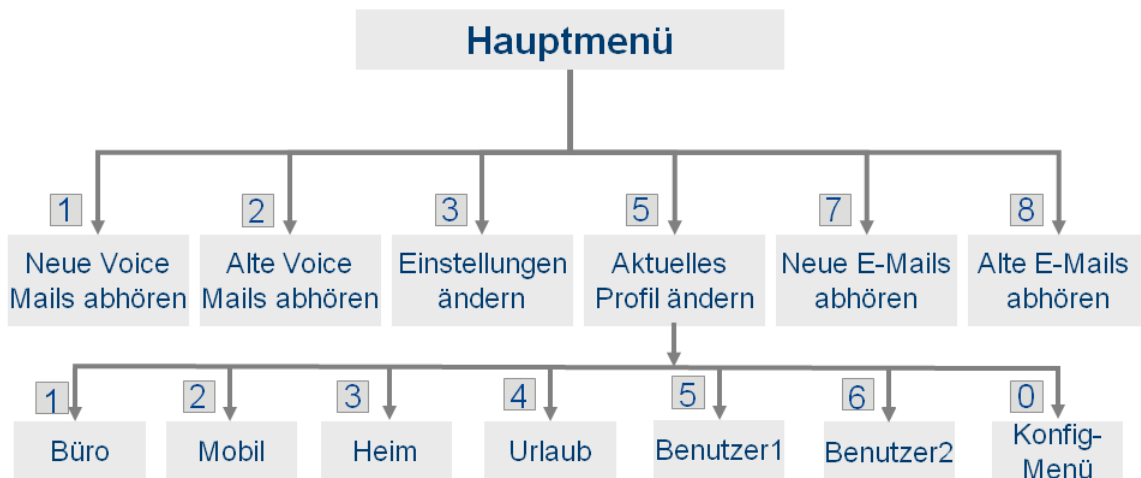 Hauptmenü
1 2 3 5 7 8
Neue Voice
Mails abhören
Alte Voice
Mails abhören
Einstellungen
ändern
Aktuelles
Profil ändern
Neue E-Mails
abhören
Alte E-Mails
abhören
1 2 3 4 5 6 0
Büro
Mobil
Heim
Urlaub
Benutzer1
Benutzer2
Konfig-
Menü